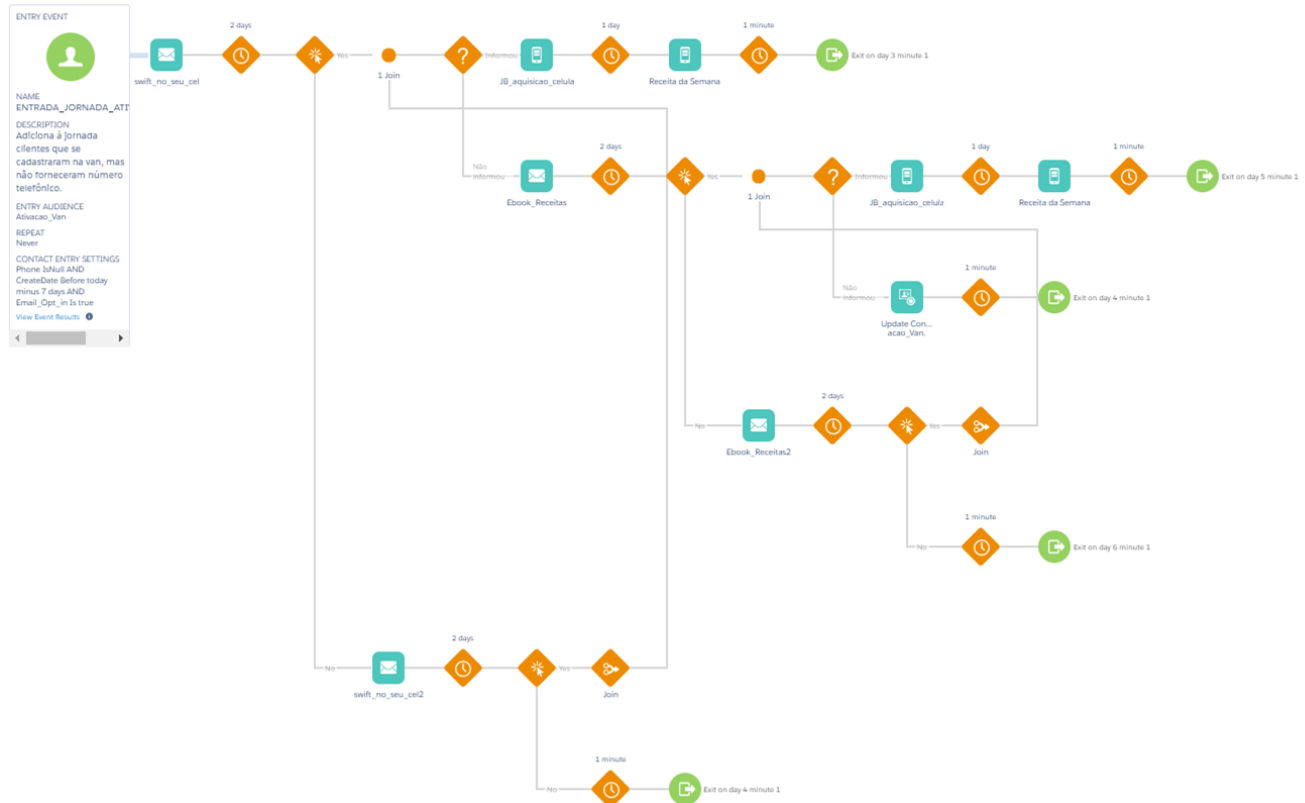 ENTRY EVENT
NAME
ENTRADA_JORNADA_ATI
DESCRIPTION
Adiciona à jornada
clientes que se
cadastraram na van, mas
não forneceram número
telefônico.
ENTRY AUDIENCE
Ativacao_Van
REPEAT
Never
CONTACT ENTRY SETTINGS
Phone IsNull AND
CreateDate Before today
minus 7 days AND
Email_Opt_in Is true
View Event Results
swift_no_seu_cel
2 days
Yes
1 Join
?
Informou
JB_aquisicao_celula
1 day
Receita da Semana
1 minute
Exit on day 3 minute 1
Não
informou
Ebook_Receitas
2 days
Yes
1 Join
?
Informou
JB_aquisicao_celula
1 day
Receita da Semana
1 minute
Exit on day 5 minute 1
Não
informou
Update Con...
acao_Van.
1 minute
Exit on day 4 minute 1
No
Ebook_Receitas2
2 days
Yes
Join
No
1 minute
Exit on day 6 minute 1
No
swift_no_seu_cel2
2 days
Yes
Join
No
1 minute
Exit on day 4 minute 1